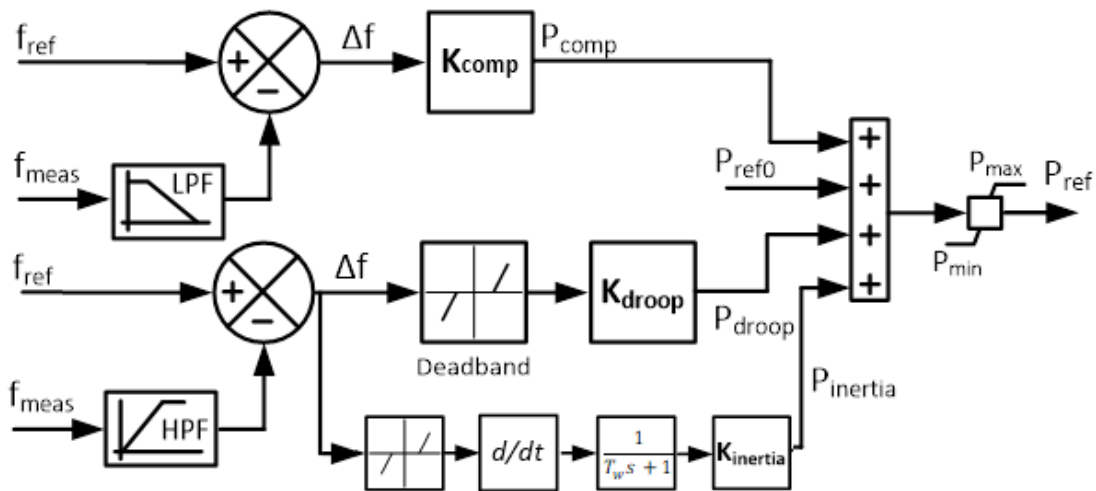 f_ref
+
−
Δf
K_comp
P_comp
f_meas
LPF
P_ref0
+
+
+
+
P_max
P_min
P_ref
f_ref
+
−
Δf
Deadband
K_droop
P_droop
f_meas
HPF
d/dt
1
T_w s + 1
K_inertia
P_inertia